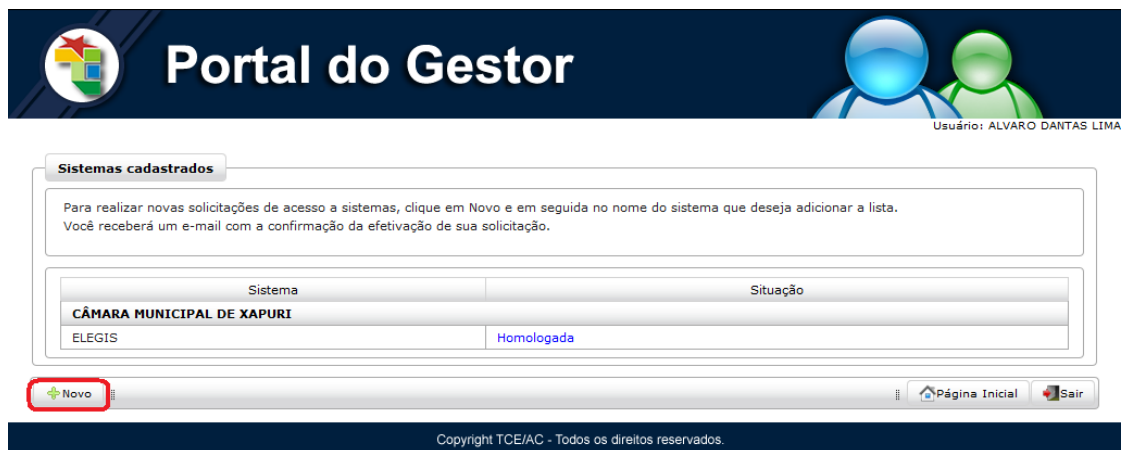 Portal do Gestor
Usuário: ALVARO DANTAS LIMA
Sistemas cadastrados
Para realizar novas solicitações de acesso a sistemas, clique em Novo e em seguida no nome do sistema que deseja adicionar a lista.
Você receberá um e-mail com a confirmação da efetivação de sua solicitação.
Sistema Situação
CÂMARA MUNICIPAL DE XAPURI
ELEGIS Homologada
Novo Página Inicial Sair
Copyright TCE/AC - Todos os direitos reservados.